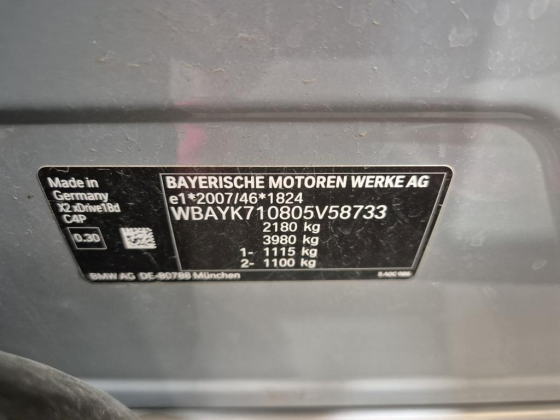 Made in
Germany
X2 xDrive18d
C4P
0.30
BAYERISCHE MOTOREN WERKE AG
e1*2007/46*1824
WBAYK710805V58733
2180 kg
3980 kg
1- 1115 kg
2- 1100 kg
BMW AG DE-80788 München